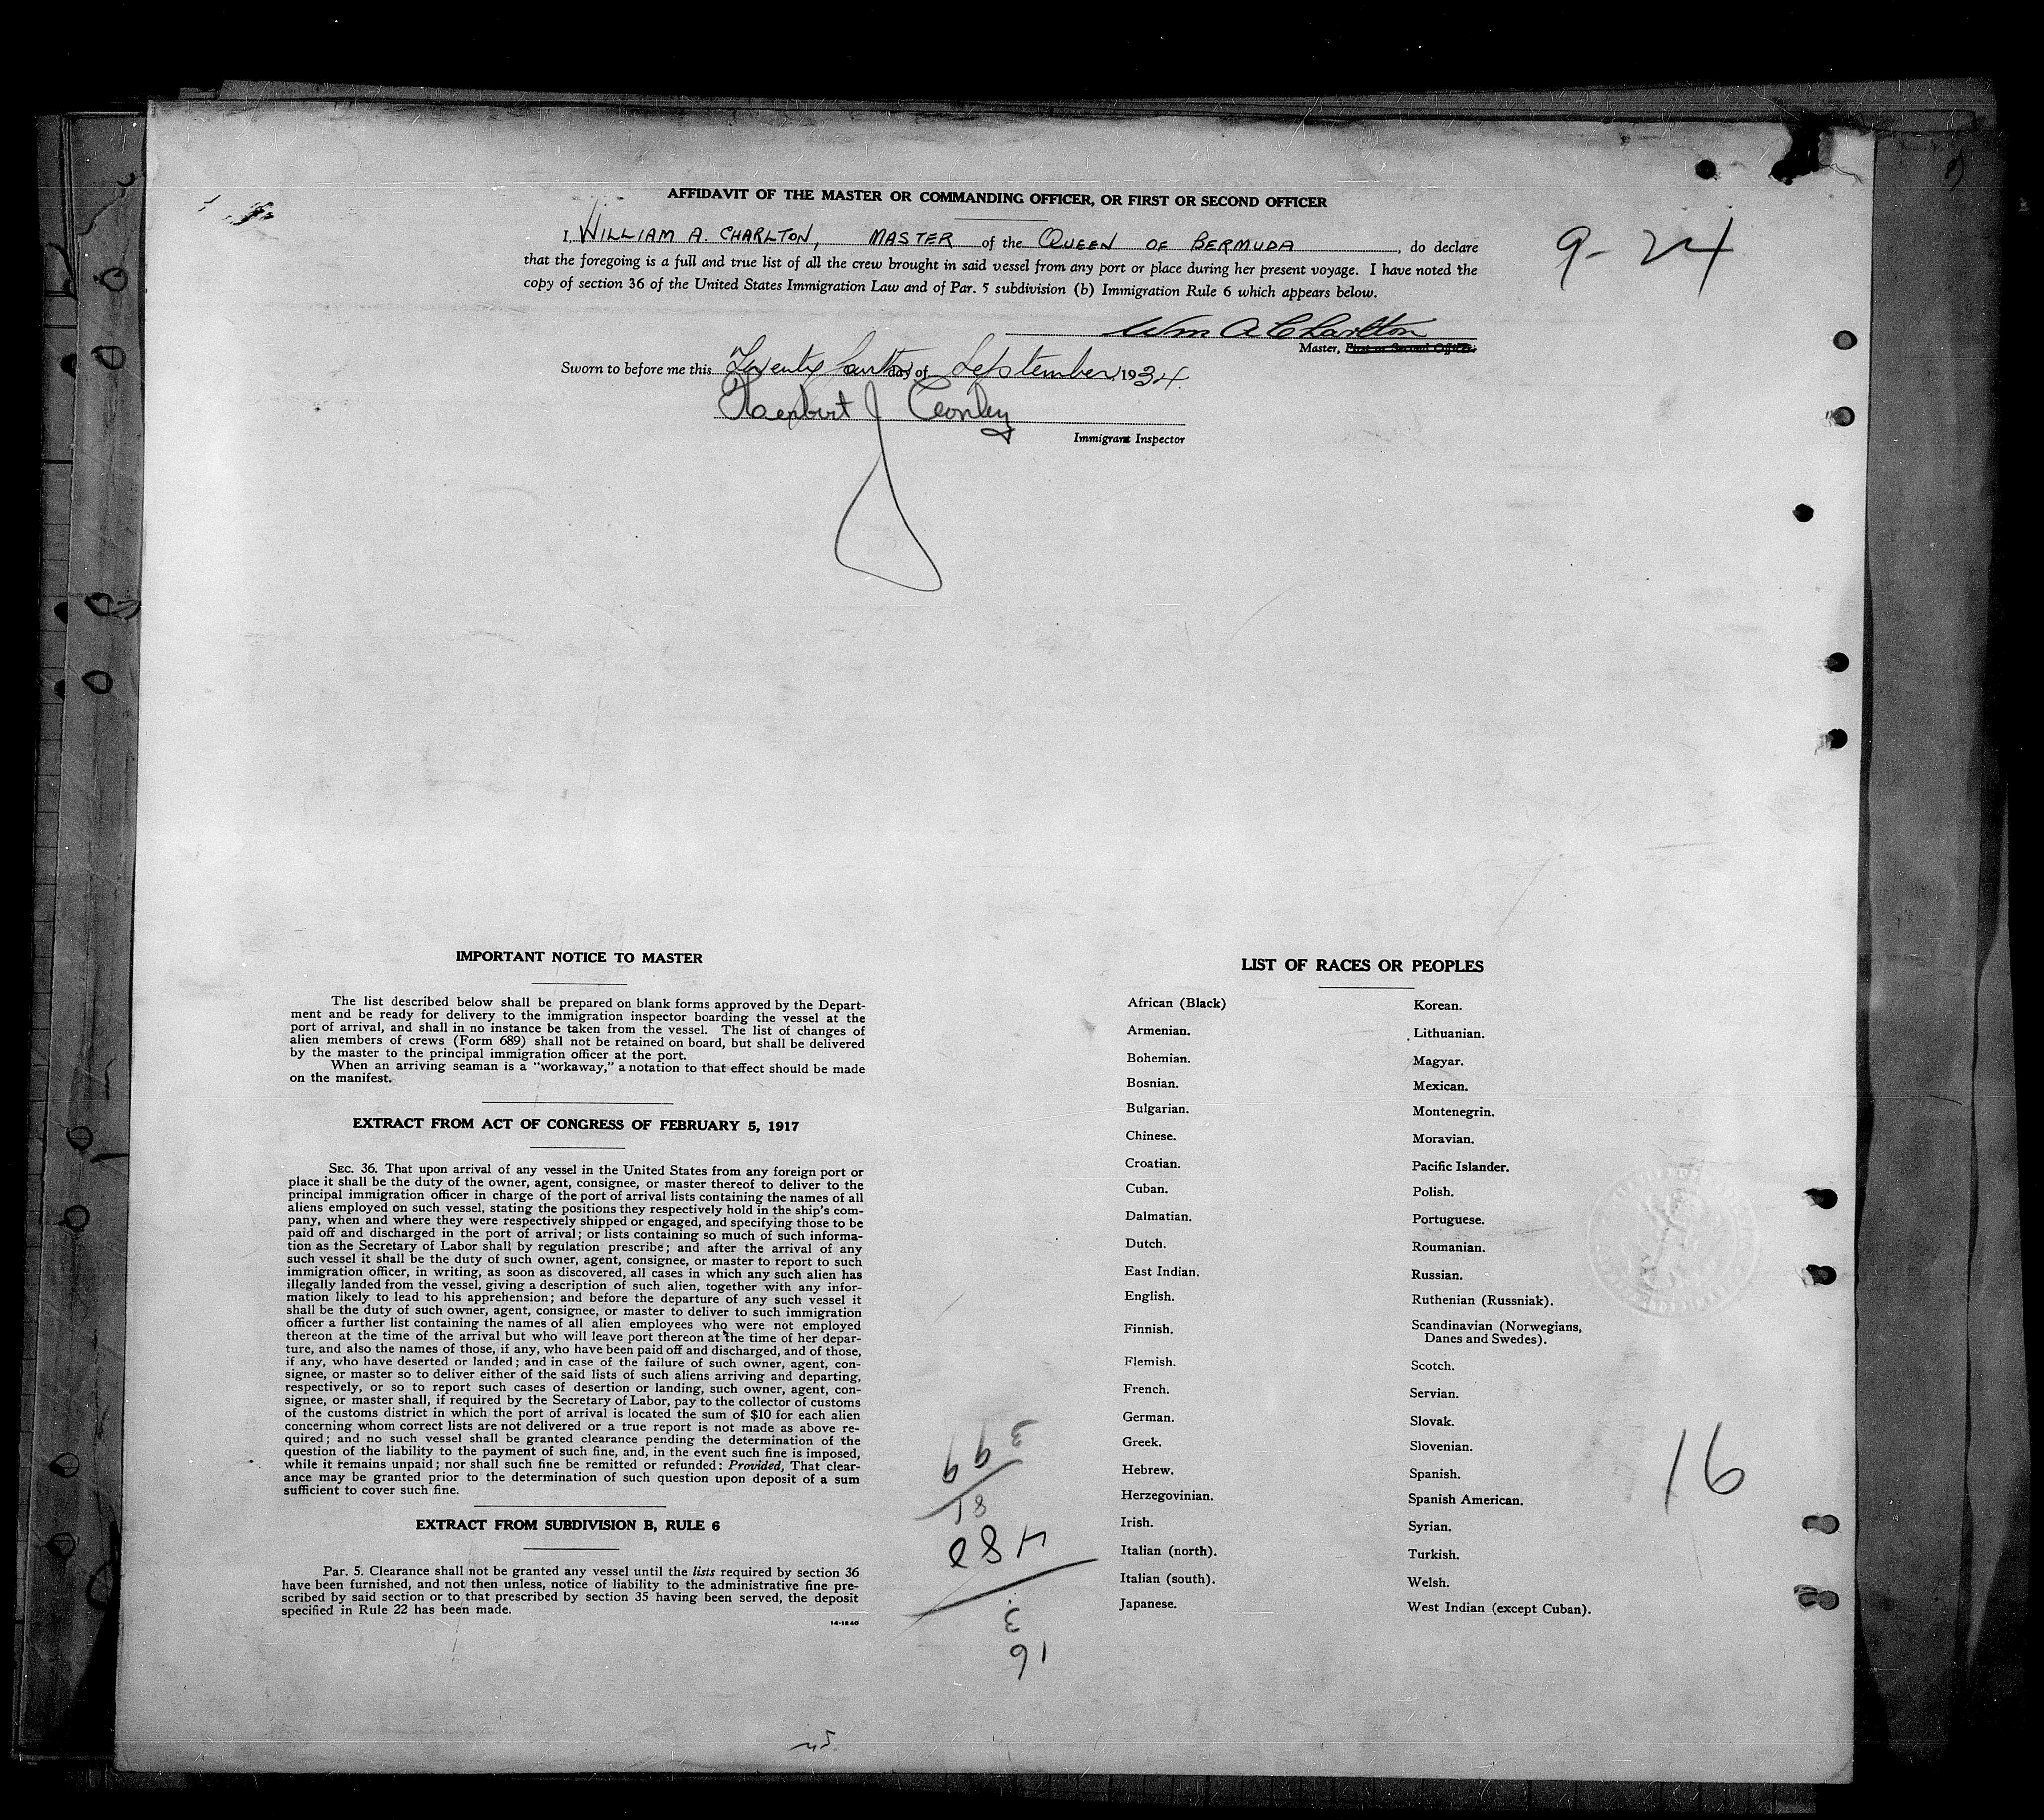 AFFIDAVIT OF THE MASTER OR COMMANDING OFFICER, OR FIRST OR SECOND OFFICER
I, WILLIAM A. CHARLTON, MASTER of the QUEEN OF BERMUDA, do declare
that the foregoing is a full and true list of all the crew brought in said vessel from any port or place during her present voyage. I have noted the
copy of section 36 of the United States Immigration Law and of Par. 5 subdivision (b) Immigration Rule 6 which appears below.
9-24
Wm A Charlton
Master, First or Second Officer.
Sworn to before me this Twenty fourth day of September, 1934.
Herbert J Conley
Immigrant Inspector
IMPORTANT NOTICE TO MASTER
The list described below shall be prepared on blank forms approved by the Depart-
ment and be ready for delivery to the immigration inspector boarding the vessel at the
port of arrival, and shall in no instance be taken from the vessel. The list of changes of
alien members of crews (Form 689) shall not be retained on board, but shall be delivered
by the master to the principal immigration officer at the port.
When an arriving seaman is a "workaway," a notation to that effect should be made
on the manifest.
EXTRACT FROM ACT OF CONGRESS OF FEBRUARY 5, 1917
SEC. 36. That upon arrival of any vessel in the United States from any foreign port or
place it shall be the duty of the owner, agent, consignee, or master thereof to deliver to the
principal immigration officer in charge of the port of arrival lists containing the names of all
aliens employed on such vessel, stating the positions they respectively hold in the ship's com-
pany, when and where they were respectively shipped or engaged, and specifying those to be
paid off and discharged in the port of arrival; or lists containing so much of such informa-
tion as the Secretary of Labor shall by regulation prescribe; and after the arrival of any
such vessel it shall be the duty of such owner, agent, consignee, or master to report to such
immigration officer, in writing, as soon as discovered, all cases in which any such alien has
illegally landed from the vessel, giving a description of such alien, together with any infor-
mation likely to lead to his apprehension; and before the departure of any such vessel it
shall be the duty of such owner, agent, consignee, or master to deliver to such immigration
officer a further list containing the names of all alien employees who were not employed
thereon at the time of the arrival but who will leave port thereon at the time of her depar-
ture, and also the names of those, if any, who have been paid off and discharged, and of those,
if any, who have deserted or landed; and in case of the failure of such owner, agent, con-
signee, or master so to deliver either of the said lists of such aliens arriving and departing,
respectively, or so to report such cases of desertion or landing, such owner, agent, con-
signee, or master shall, if required by the Secretary of Labor, pay to the collector of customs
of the customs district in which the port of arrival is located the sum of $10 for each alien
concerning whom correct lists are not delivered or a true report is not made as above re-
quired; and no such vessel shall be granted clearance pending the determination of the
question of the liability to the payment of such fine, and, in the event such fine is imposed,
while it remains unpaid; nor shall such fine be remitted or refunded: Provided, That clear-
ance may be granted prior to the determination of such question upon deposit of a sum
sufficient to cover such fine.
EXTRACT FROM SUBDIVISION B, RULE 6
Par. 5. Clearance shall not be granted any vessel until the lists required by section 36
have been furnished, and not then unless, notice of liability to the administrative fine pre-
scribed by said section or to that prescribed by section 35 having been served, the deposit
specified in Rule 22 has been made.
14-1240
LIST OF RACES OR PEOPLES
African (Black)
Armenian.
Bohemian.
Bosnian.
Bulgarian.
Chinese.
Croatian.
Cuban.
Dalmatian.
Dutch.
East Indian.
English.
Finnish.
Flemish.
French.
German.
Greek.
Hebrew.
Herzegovinian.
Irish.
Italian (north).
Italian (south).
Japanese.
Korean.
Lithuanian.
Magyar.
Mexican.
Montenegrin.
Moravian.
Pacific Islander.
Polish.
Portuguese.
Roumanian.
Russian.
Ruthenian (Russniak).
Scandinavian (Norwegians,
Danes and Swedes).
Scotch.
Servian.
Slovak.
Slovenian.
Spanish.
Spanish American.
Syrian.
Turkish.
Welsh.
West Indian (except Cuban).
16